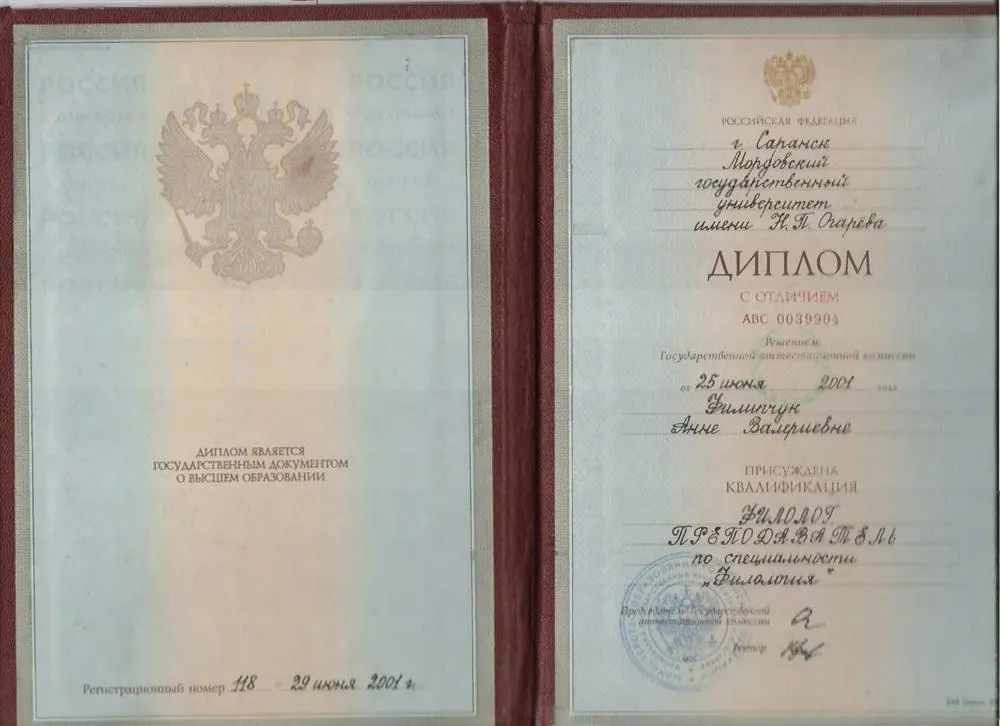 ДИПЛОМ ЯВЛЯЕТСЯ
ГОСУДАРСТВЕННЫМ ДОКУМЕНТОМ
О ВЫСШЕМ ОБРАЗОВАНИИ
Регистрационный номер 118 29 июня 2001 г.
РОССИЙСКАЯ ФЕДЕРАЦИЯ
г. Саранск
Мордовский
государственный
университет
имени Н.П. Огарёва
ДИПЛОМ
С ОТЛИЧИЕМ
АВС 0039904
Решением
Государственной аттестационной комиссии
от 25 июня 2001 года
Филипчук
Анне Валериевне
ПРИСУЖДЕНА
КВАЛИФИКАЦИЯ
ФИЛОЛОГ.
ПРЕПОДАВАТЕЛЬ
по специальности
„Филология"
Председатель Государственной
аттестационной комиссии
Ректор